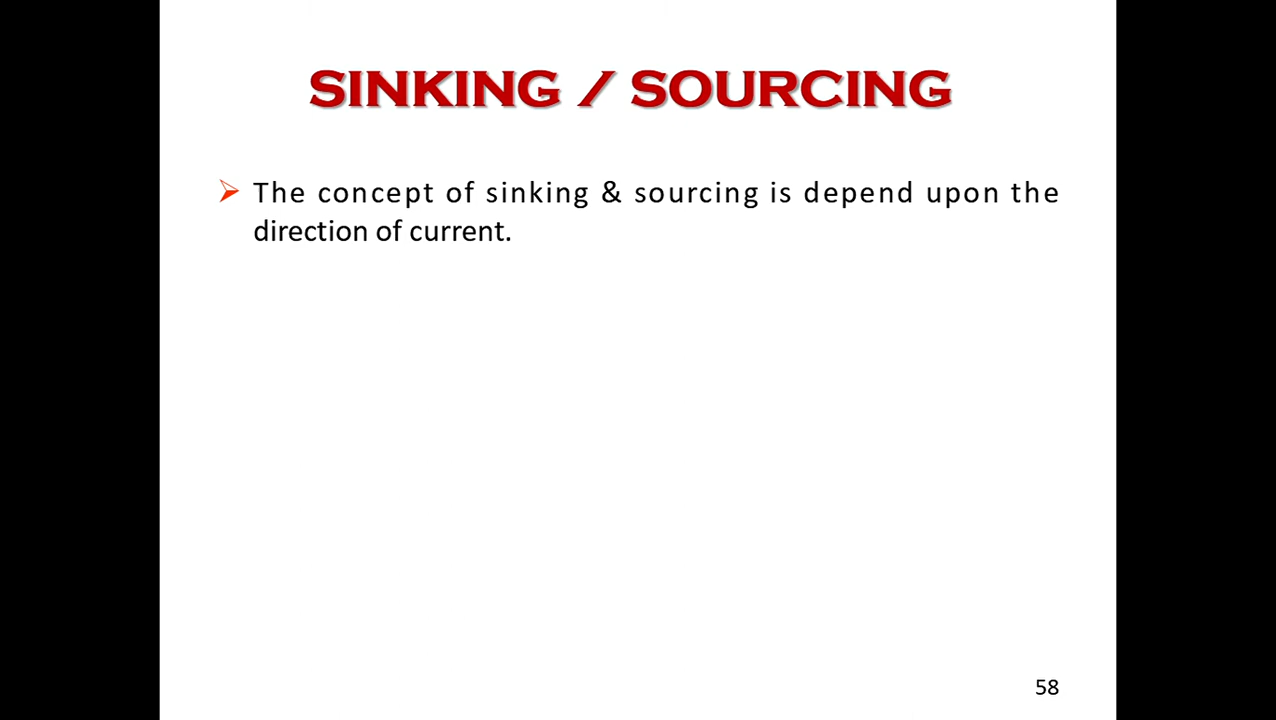 SINKING / SOURCING
The concept of sinking & sourcing is depend upon the
direction of current.
58